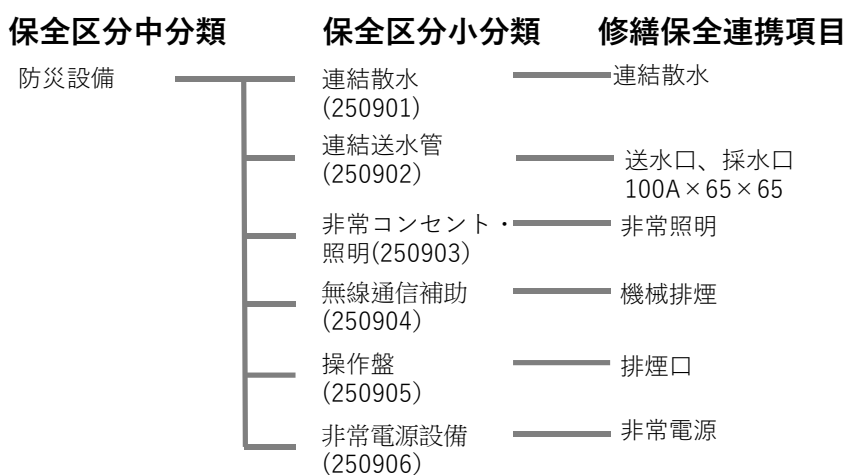 保全区分中分類 保全区分小分類 修繕保全連携項目
防災設備 連結散水 連結散水
(250901)
連結送水管 送水口、採水口
(250902) 100A×65×65
非常コンセント・ 非常照明
照明(250903)
無線通信補助 機械排煙
(250904)
操作盤 排煙口
(250905)
非常電源設備 非常電源
(250906)